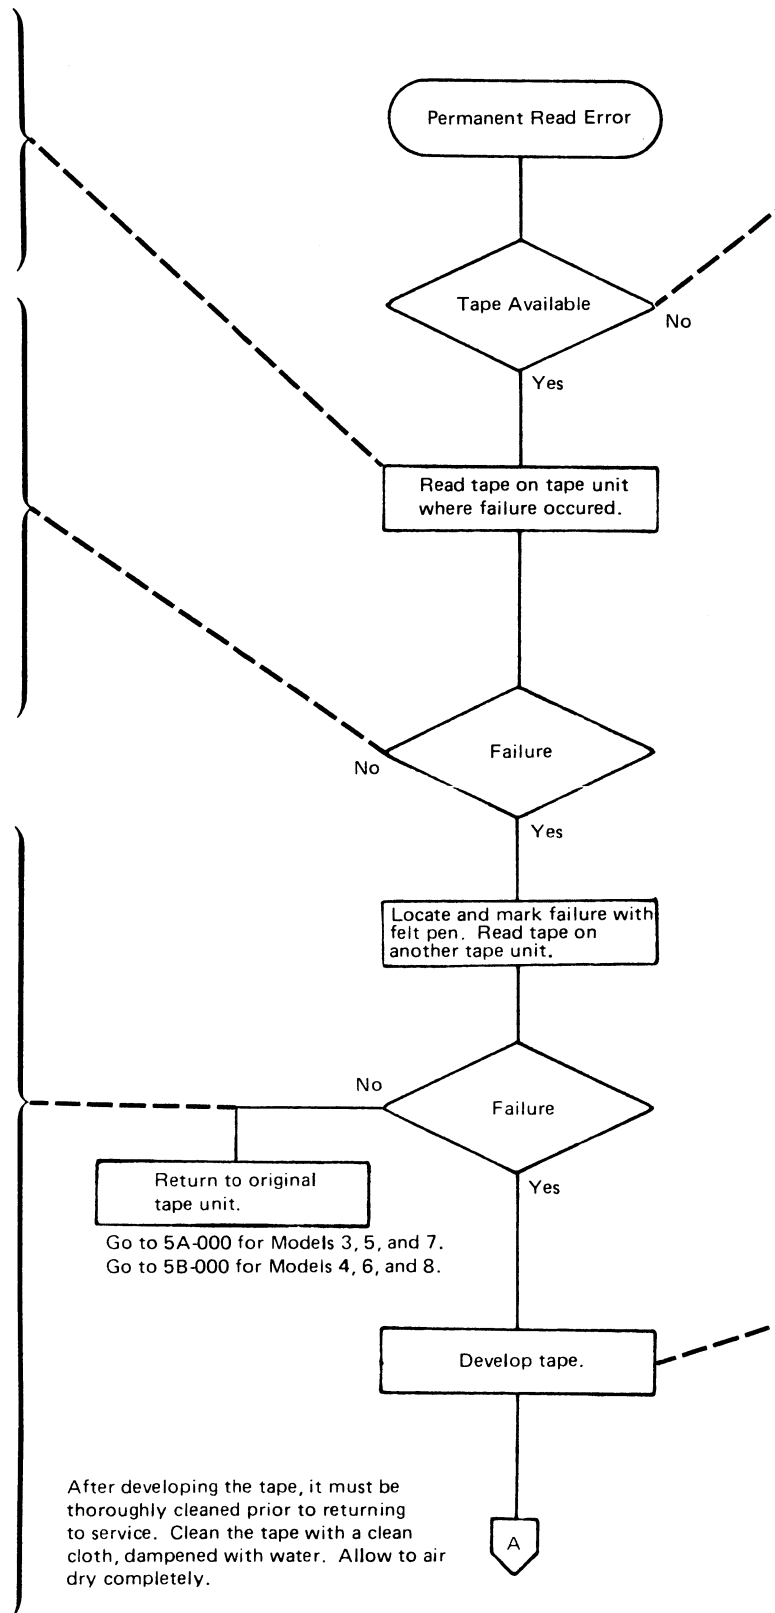 Permanent Read Error
Tape Available
No
Yes
Read tape on tape unit
where failure occured.
Failure
No
Yes
Locate and mark failure with
felt pen. Read tape on
another tape unit.
No
Failure
Yes
Return to original
tape unit.
Go to 5A-000 for Models 3, 5, and 7.
Go to 5B-000 for Models 4, 6, and 8.
Develop tape.
After developing the tape, it must be
thoroughly cleaned prior to returning
to service. Clean the tape with a clean
cloth, dampened with water. Allow to air
dry completely.
A